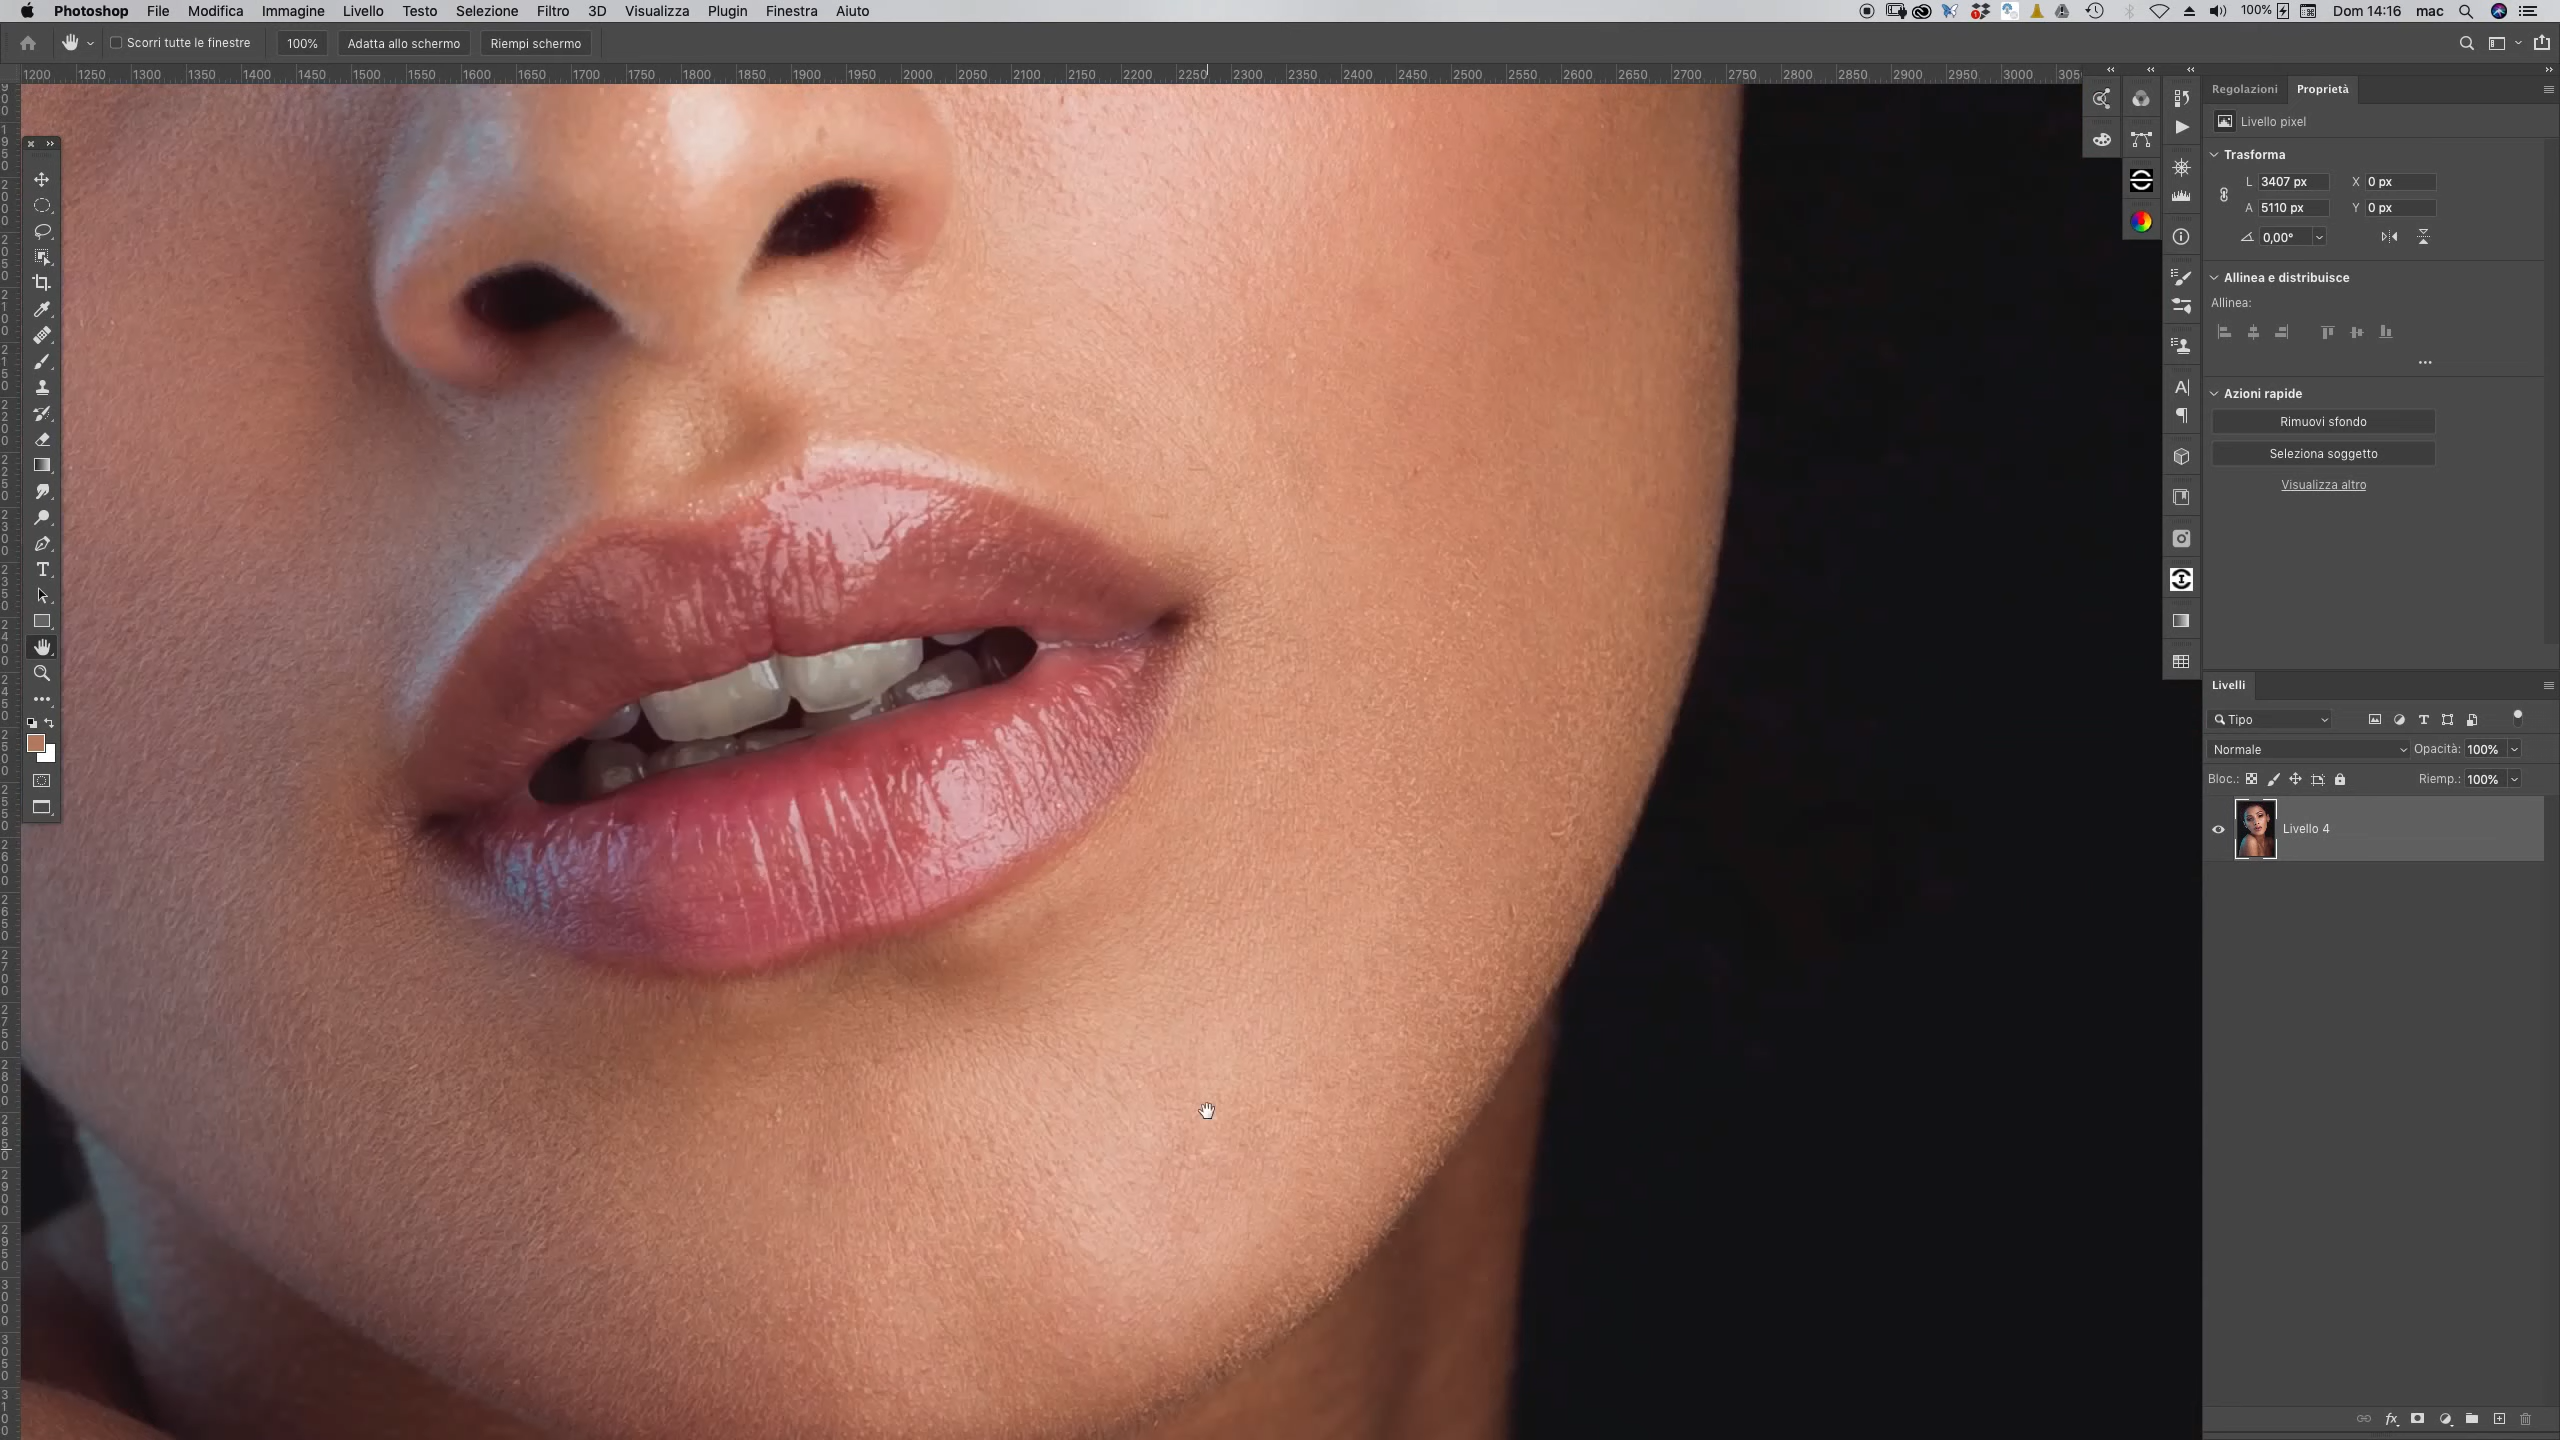 Photoshop File Modifica Immagine Livello Testo Selezione Filtro 3D Visualizza Plugin Finestra Aiuto 100% Dom 14:16 mac
Scorri tutte le finestre 100% Adatta allo schermo Riempi schermo
1200 1250 1300 1350 1400 1450 1500 1550 1600 1650 1700 1750 1800 1850 1900 1950 2000 2050 2100 2150 2200 2250 2300 2350 2400 2450 2500 2550 2600 2650 2700 2750 2800 2850 2900 2950 3000 305
Regolazioni Proprietà
Livello pixel
Trasforma
L 3407 px X 0 px
A 5110 px Y 0 px
0,00°
Allinea e distribuisce
Allinea:
Azioni rapide
Rimuovi sfondo
Seleziona soggetto
Visualizza altro
Livelli
Tipo
Normale Opacità: 100%
Bloc.: Riemp.: 100%
Livello 4
fx